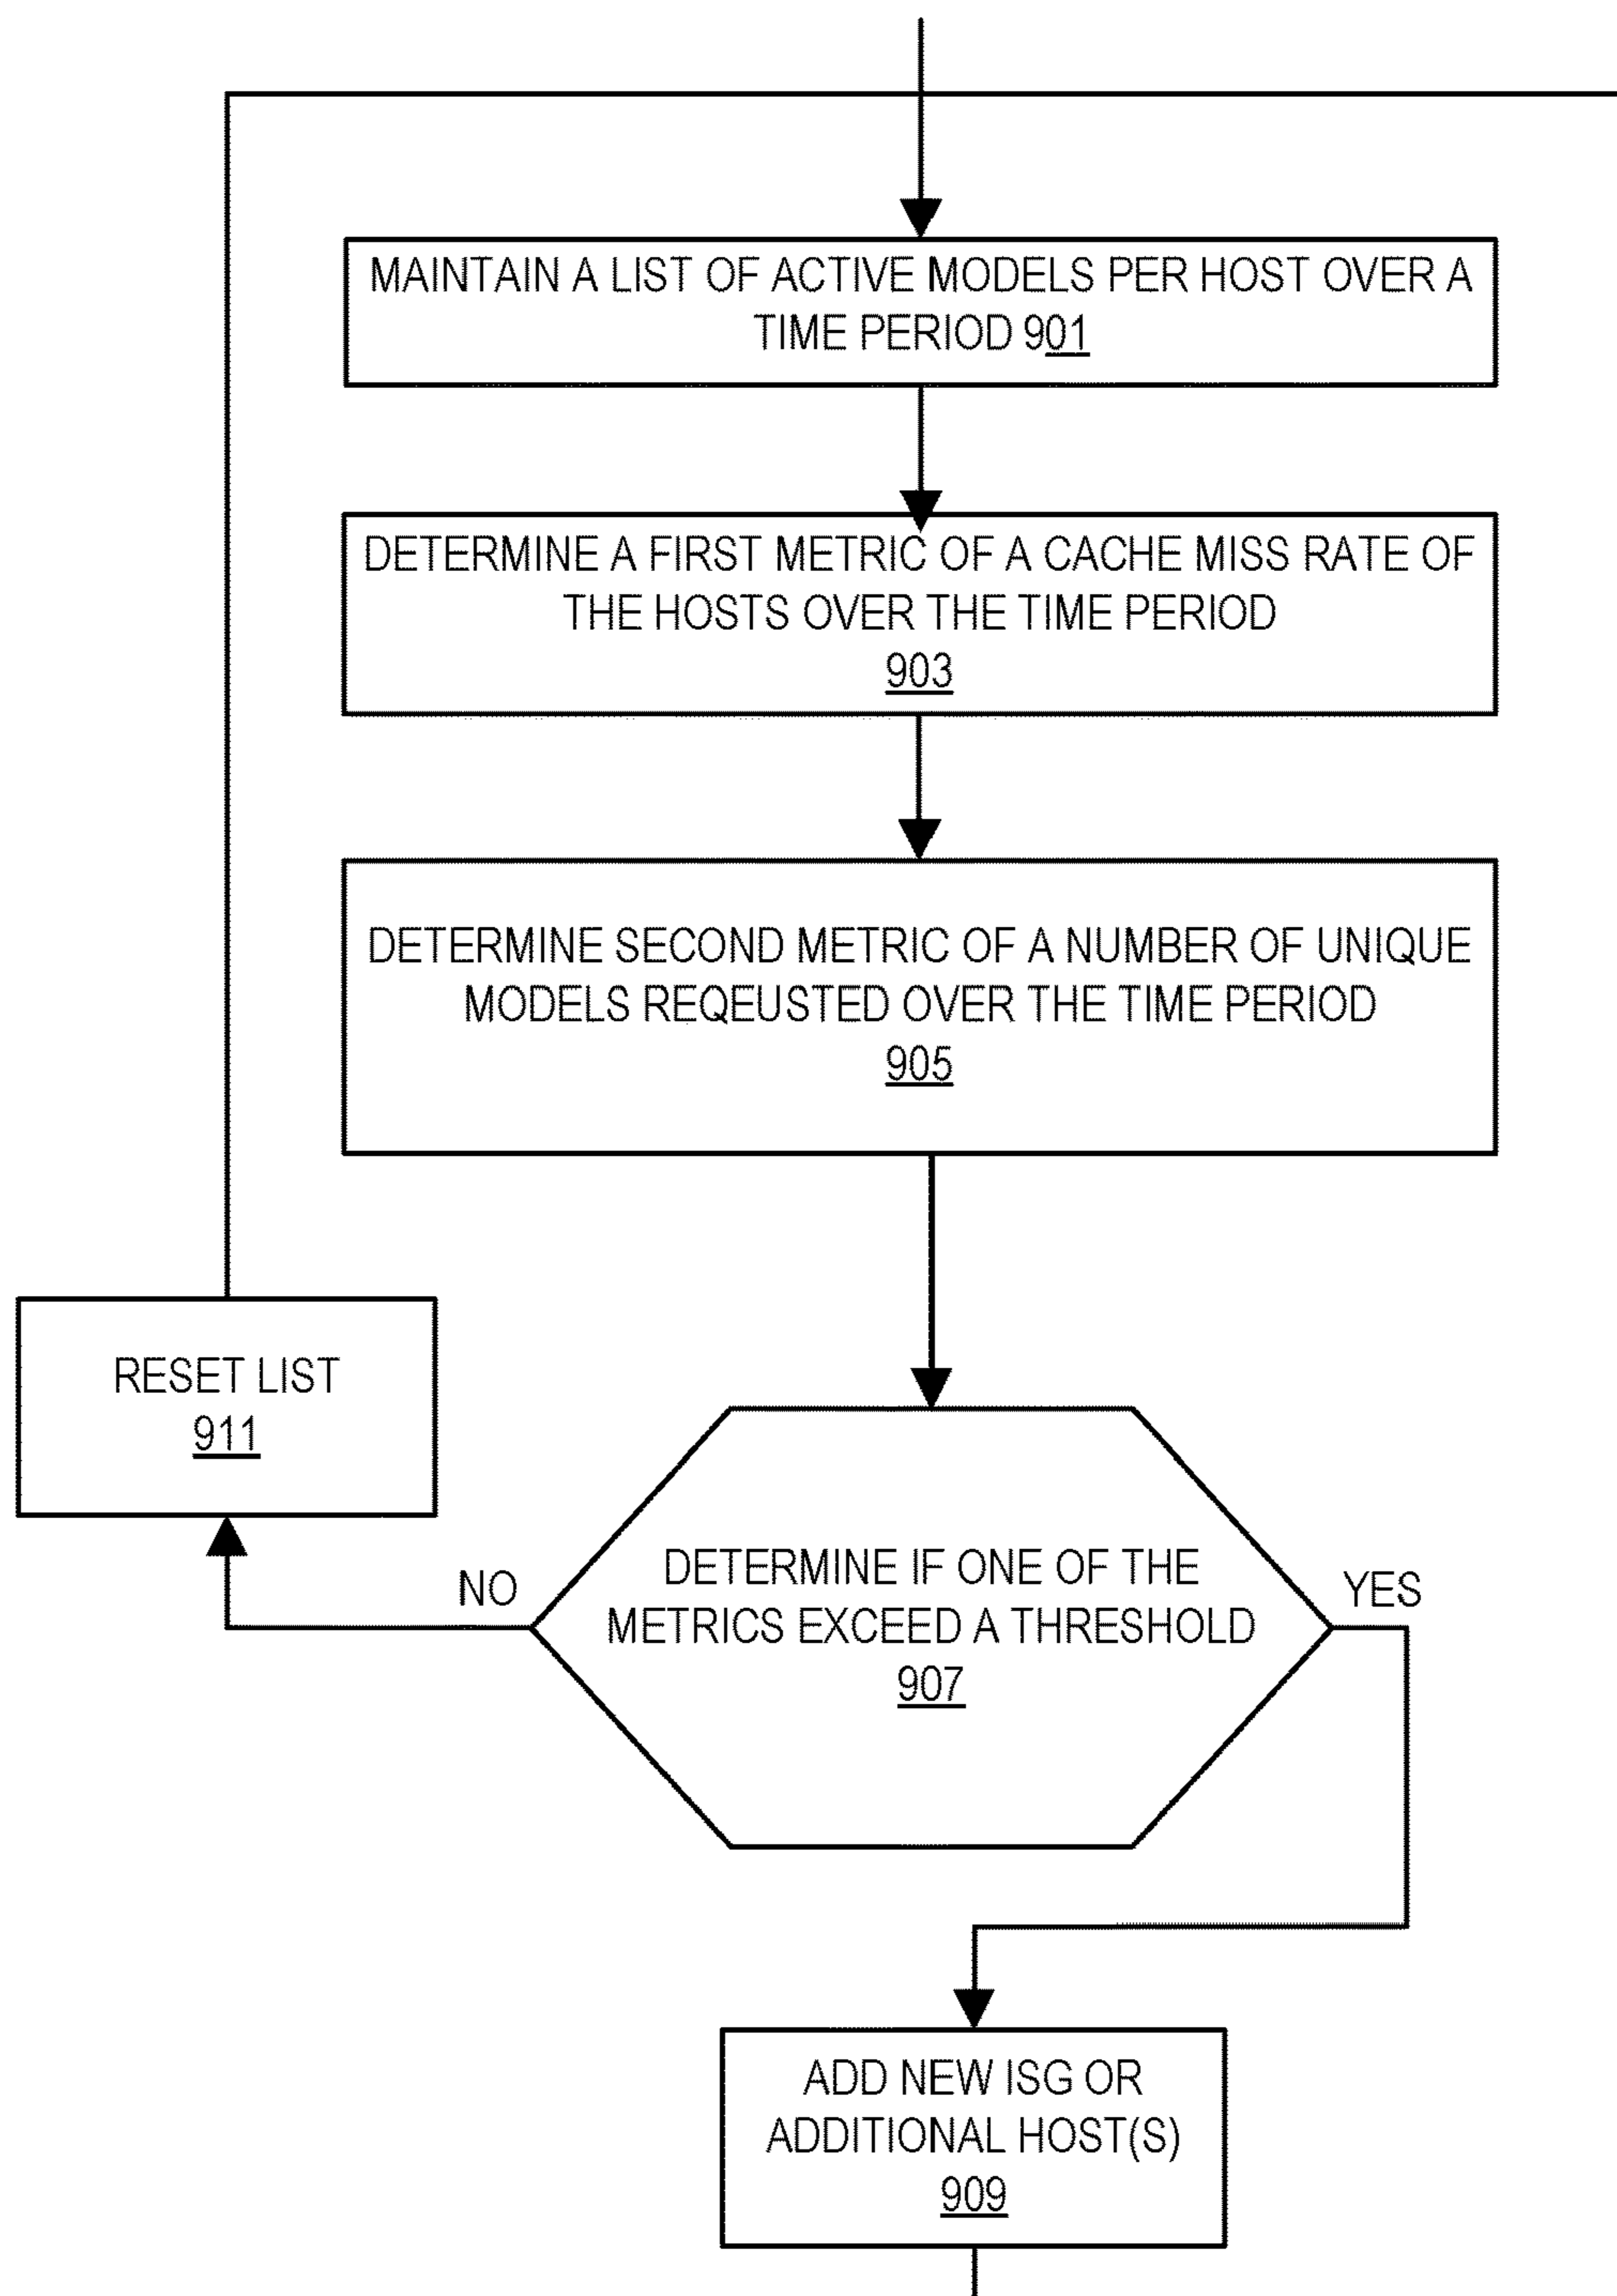 MAINTAIN A LIST OF ACTIVE MODELS PER HOST OVER A
TIME PERIOD 901
DETERMINE A FIRST METRIC OF A CACHE MISS RATE OF
THE HOSTS OVER THE TIME PERIOD
903
DETERMINE SECOND METRIC OF A NUMBER OF UNIQUE
MODELS REQEUSTED OVER THE TIME PERIOD
905
RESET LIST
911
NO
DETERMINE IF ONE OF THE
METRICS EXCEED A THRESHOLD
907
YES
ADD NEW ISG OR
ADDITIONAL HOST(S)
909